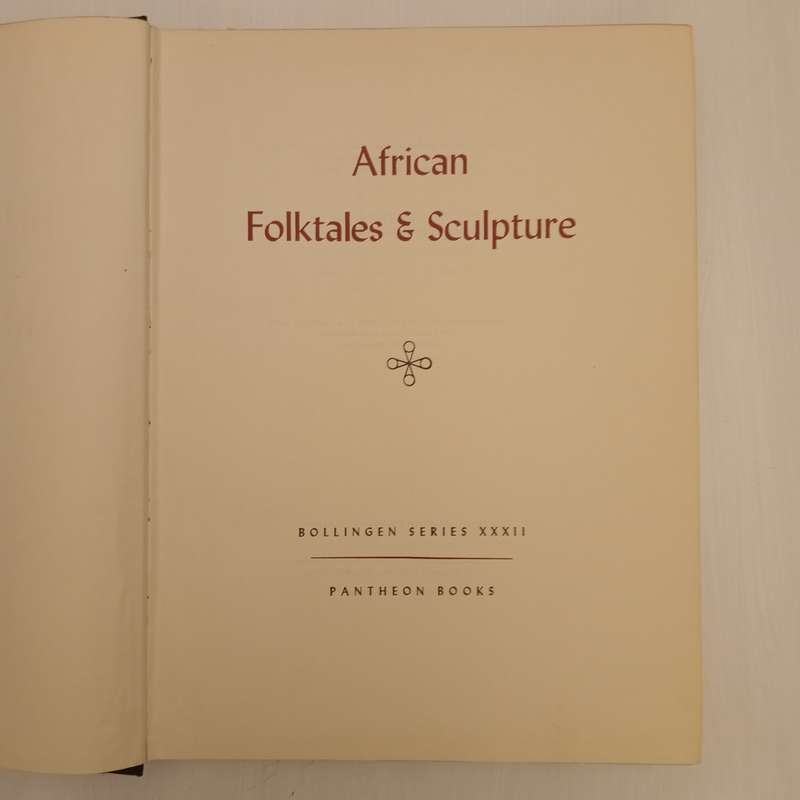 African
Folktales & Sculpture
BOLLINGEN SERIES XXXII
PANTHEON BOOKS